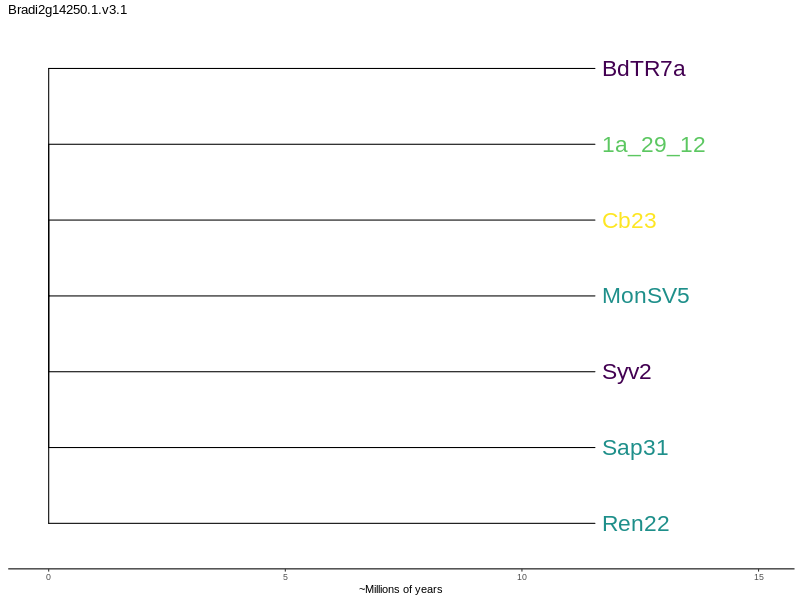 Bradi2g14250.1.v3.1
BdTR7a
1a_29_12
Cb23
MonSV5
Syv2
Sap31
Ren22
0 5 10 15
~Millions of years